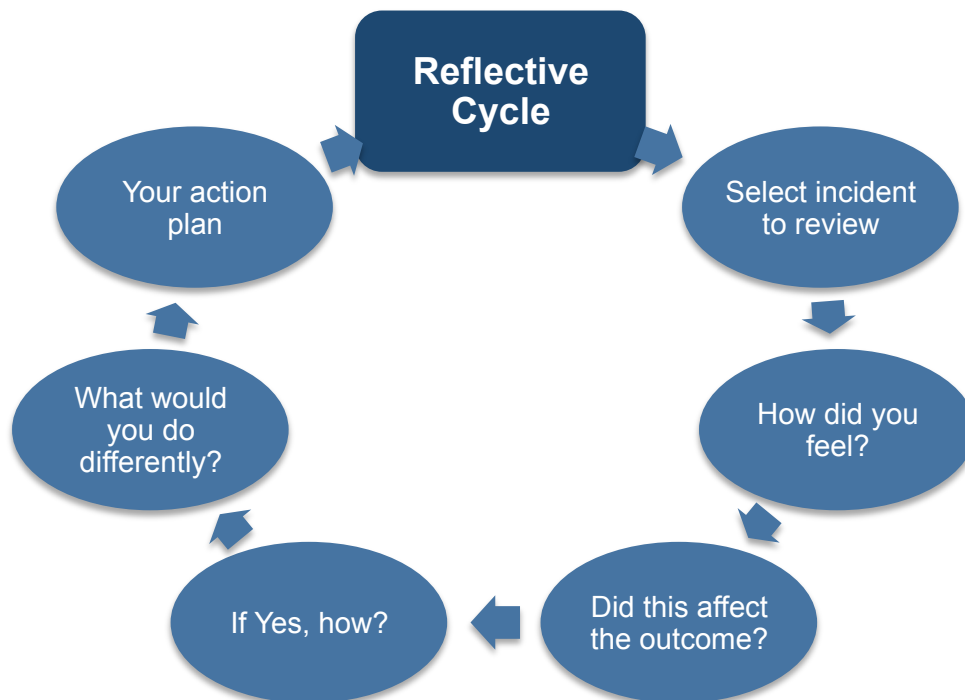 Reflective
Cycle
Select incident
to review
How did you
feel?
Did this affect
the outcome?
If Yes, how?
What would
you do
differently?
Your action
plan